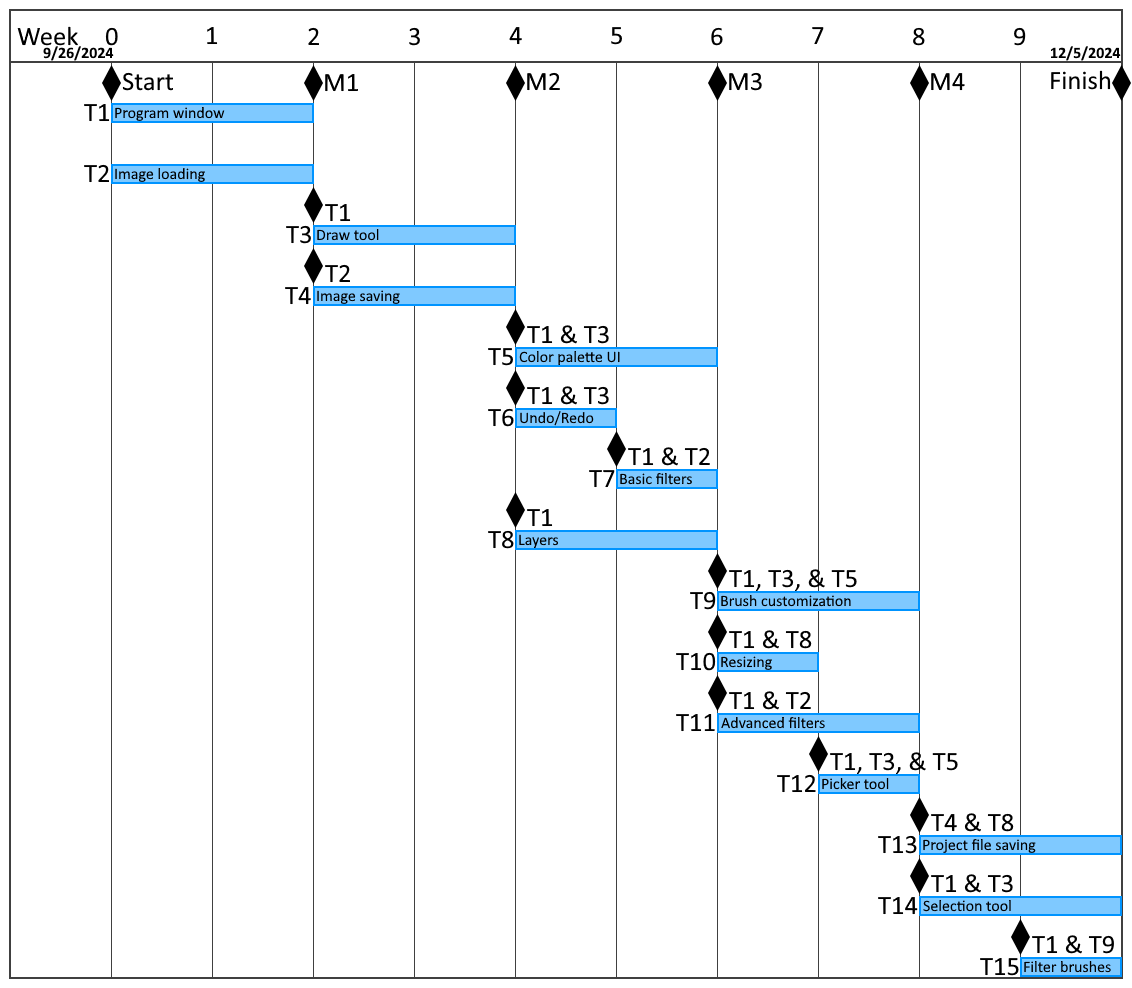 Week 0 1 2 3 4 5 6 7 8 9
9/26/2024 12/5/2024
Start M1 M2 M3 M4 Finish
T1 Program window
T2 Image loading
T1
T3 Draw tool
T2
T4 Image saving
T1 & T3
T5 Color palette UI
T1 & T3
T6 Undo/Redo
T1 & T2
T7 Basic filters
T1
T8 Layers
T1, T3, & T5
T9 Brush customization
T1 & T8
T10 Resizing
T1 & T2
T11 Advanced filters
T1, T3, & T5
T12 Picker tool
T4 & T8
T13 Project file saving
T1 & T3
T14 Selection tool
T1 & T9
T15 Filter brushes